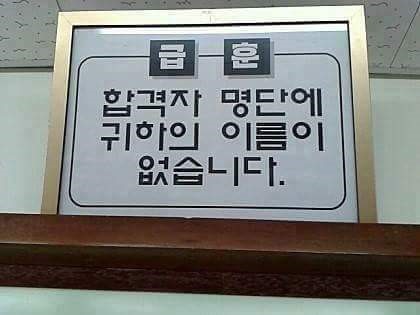 급훈
합격자 명단에
귀하의 이름이
없습니다.